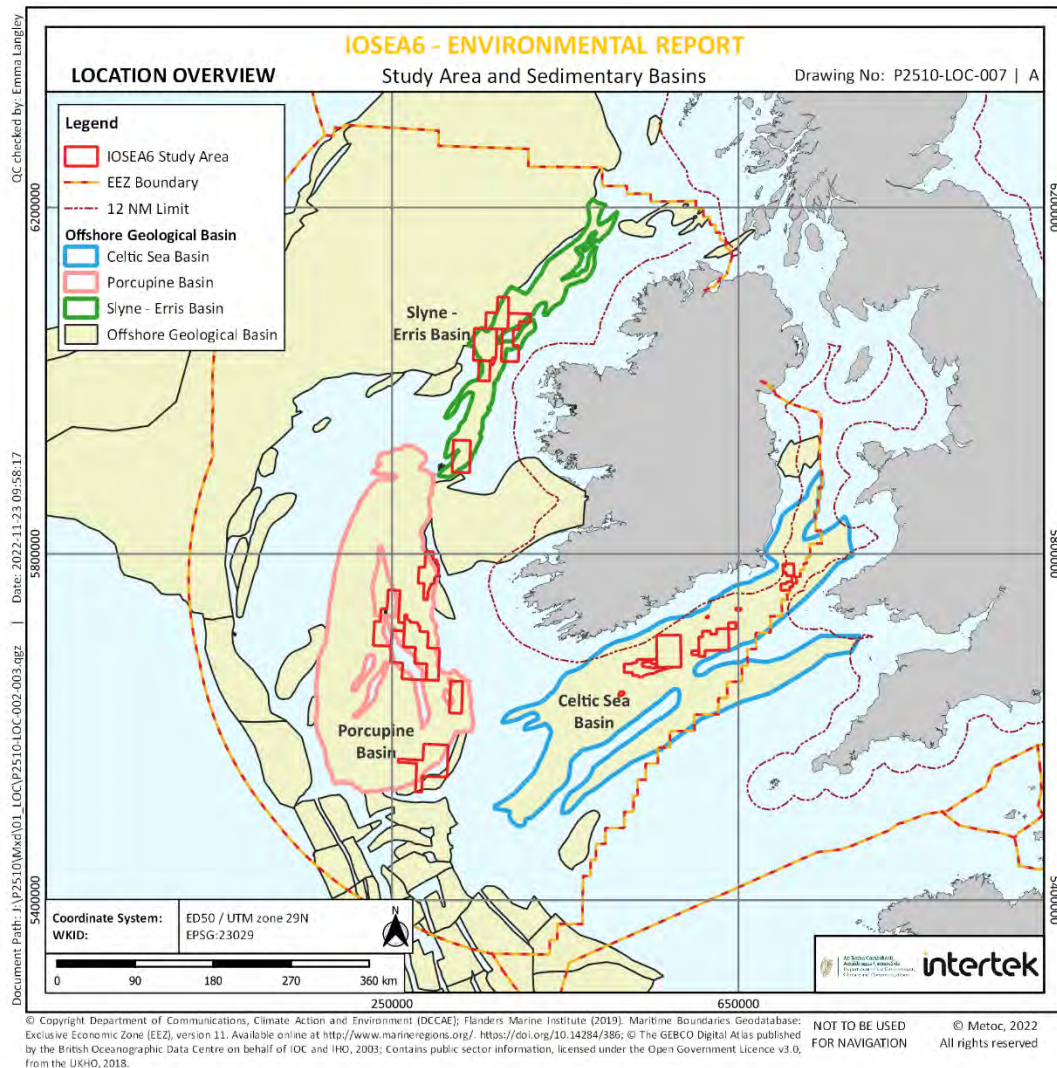 IOSEA6 - ENVIRONMENTAL REPORT
LOCATION OVERVIEW
Study Area and Sedimentary Basins
Drawing No: P2510-LOC-007 | A
QC checked by: Emma Langley
Date: 2022-11-23 09:58:17
Document Path: J:\P2510\Mxd\01_LOC\P2510-LOC-002-003.qgz
Legend
IOSEA6 Study Area
EEZ Boundary
12 NM Limit
Offshore Geological Basin
Celtic Sea Basin
Porcupine Basin
Slyne - Erris Basin
Offshore Geological Basin
6200000
6200000
Slyne -
Erris Basin
5800000
5800000
Celtic Sea
Basin
Porcupine
Basin
5400000
5400000
Coordinate System:
ED50 / UTM zone 29N
WKID:
EPSG:23029
N
0 90 180 270 360 km
250000
650000
intertek
© Copyright Department of Communications, Climate Action and Environment (DCCAE); Flanders Marine Institute (2019). Maritime Boundaries Geodatabase:
Exclusive Economic Zone (EEZ), version 11. Available online at http://www.marineregions.org/. https://doi.org/10.14284/386; © The GEBCO Digital Atlas published
by the British Oceanographic Data Centre on behalf of IOC and IHO, 2003; Contains public sector information, licensed under the Open Government Licence v3.0,
from the UKHO, 2018.
NOT TO BE USED
FOR NAVIGATION
© Metoc, 2022
All rights reserved